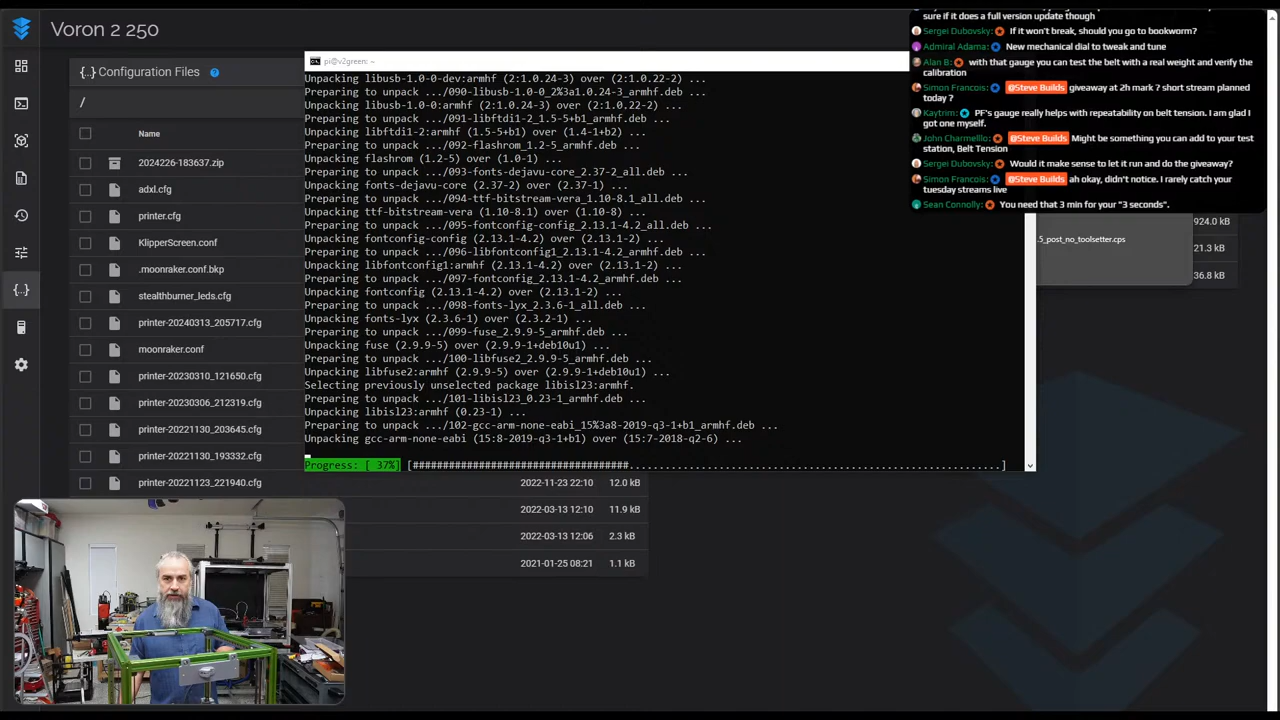 Voron 2 250
{..} Configuration Files
/
Name
2024226-183637.zip
adxl.cfg
printer.cfg
KlipperScreen.conf
.moonraker.conf.bkp
stealthburner_leds.cfg
printer-20240313_205717.cfg
moonraker.conf
printer-20230310_121650.cfg
printer-20230306_212319.cfg
printer-20221130_203645.cfg
printer-20221130_193332.cfg
printer-20221123_221940.cfg
pi@v2green: ~
Unpacking libusb-1.0-0-dev:armhf (2:1.0.24-3) over (2:1.0.22-2) ...
Preparing to unpack .../090-libusb-1.0-0_2%3a1.0.24-3_armhf.deb ...
Unpacking libusb-1.0-0:armhf (2:1.0.24-3) over (2:1.0.22-2) ...
Preparing to unpack .../091-libftdi1-2_1.5-5+b1_armhf.deb ...
Unpacking libftdi1-2:armhf (1.5-5+b1) over (1.4-1+b2) ...
Preparing to unpack .../092-flashrom_1.2-5_armhf.deb ...
Unpacking flashrom (1.2-5) over (1.0-1) ...
Preparing to unpack .../093-fonts-dejavu-core_2.37-2_all.deb ...
Unpacking fonts-dejavu-core (2.37-2) over (2.37-1) ...
Preparing to unpack .../094-ttf-bitstream-vera_1.10-8.1_all.deb ...
Unpacking ttf-bitstream-vera (1.10-8.1) over (1.10-8) ...
Preparing to unpack .../095-fontconfig-config_2.13.1-4.2_all.deb ...
Unpacking fontconfig-config (2.13.1-4.2) over (2.13.1-2) ...
Preparing to unpack .../096-libfontconfig1_2.13.1-4.2_armhf.deb ...
Unpacking libfontconfig1:armhf (2.13.1-4.2) over (2.13.1-2) ...
Preparing to unpack .../097-fontconfig_2.13.1-4.2_armhf.deb ...
Unpacking fontconfig (2.13.1-4.2) over (2.13.1-2) ...
Preparing to unpack .../098-fonts-lyx_2.3.6-1_all.deb ...
Unpacking fonts-lyx (2.3.6-1) over (2.3.2-1) ...
Preparing to unpack .../099-fuse_2.9.9-5_armhf.deb ...
Unpacking fuse (2.9.9-5) over (2.9.9-1+deb10u1) ...
Preparing to unpack .../100-libfuse2_2.9.9-5_armhf.deb ...
Unpacking libfuse2:armhf (2.9.9-5) over (2.9.9-1+deb10u1) ...
Selecting previously unselected package libisl23:armhf.
Preparing to unpack .../101-libisl23_0.23-1_armhf.deb ...
Unpacking libisl23:armhf (0.23-1) ...
Preparing to unpack .../102-gcc-arm-none-eabi_15%3a8-2019-q3-1+b1_armhf.deb ...
Unpacking gcc-arm-none-eabi (15:8-2019-q3-1+b1) over (15:7-2018-q2-6) ...
Progress: [ 37%] [####################################..............................................................]
2022-11-23 22:10 12.0 kB
2022-03-13 12:10 11.9 kB
2022-03-13 12:06 2.3 kB
2021-01-25 08:21 1.1 kB
sure if it does a full version update though
Sergei Dubovsky: If it won't break, should you go to bookworm?
Admiral Adama: New mechanical dial to tweak and tune
Alan B: with that gauge you can test the belt with a real weight and verify the
calibration
Simon Francois: @Steve Builds giveaway at 2h mark ? short stream planned
today ?
Kaytrim: PF's gauge really helps with repeatability on belt tension. I am glad I
got one myself.
John Charmelllo: @Steve Builds Might be something you can add to your test
station, Belt Tension
Sergei Dubovsky: Would it make sense to let it run and do the giveaway?
Simon Francois: @Steve Builds ah okay, didn't notice. I rarely catch your
tuesday streams live
Sean Connolly: You need that 3 min for your "3 seconds".
924.0 kB
.5_post_no_toolsetter.cps
21.3 kB
36.8 kB